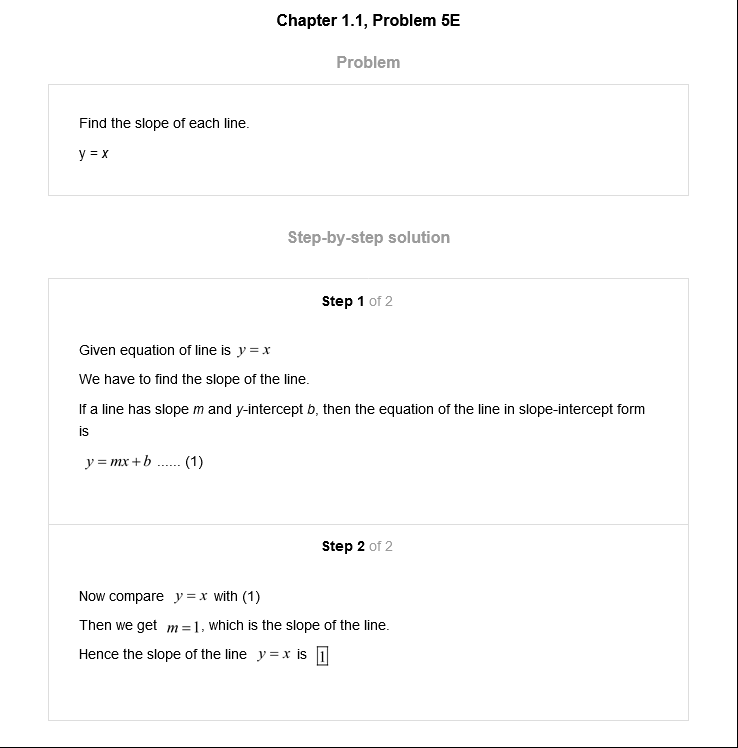 Chapter 1.1, Problem 5E
Problem
Find the slope of each line.
y = x
Step-by-step solution
Step 1 of 2
Given equation of line is y = x
We have to find the slope of the line.
If a line has slope m and y-intercept b, then the equation of the line in slope-intercept form
is
y = mx + b ...... (1)
Step 2 of 2
Now compare y = x with (1)
Then we get m = 1, which is the slope of the line.
Hence the slope of the line y = x is 1